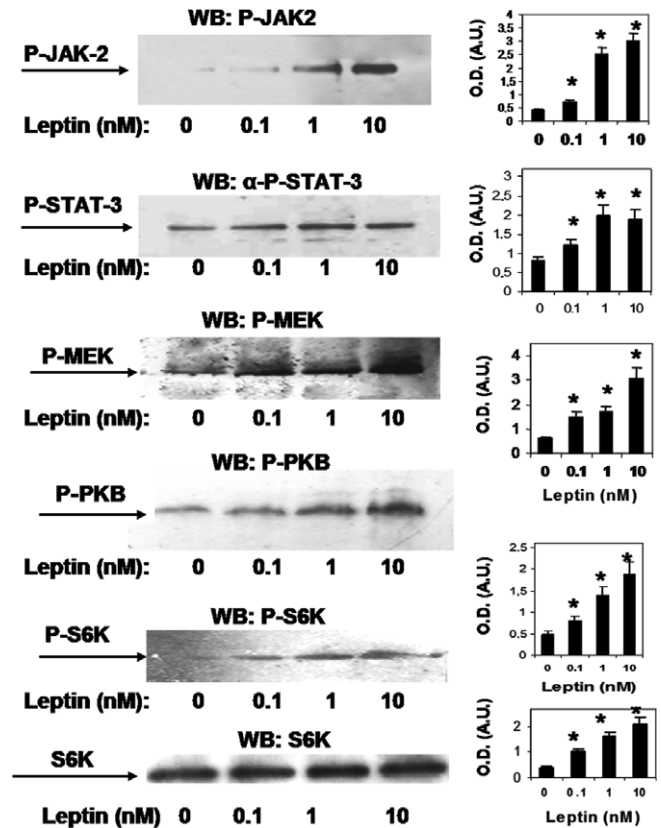 WB: P-JAK2
P-JAK-2
Leptin (nM): 0 0.1 1 10
O.D. (A.U.)
4
3.5
3
2.5
2
1.5
1
0.5
0
* * *
0 0.1 1 10
WB: α-P-STAT-3
P-STAT-3
Leptin (nM): 0 0.1 1 10
O.D. (A.U.)
3
2.5
2
1.5
1
0.5
0
* * *
0 0.1 1 10
WB: P-MEK
P-MEK
Leptin (nM): 0 0.1 1 10
O.D. (A.U.)
4
3
2
1
0
* * *
0 0.1 1 10
Leptin (nM)
WB: P-PKB
P-PKB
Leptin (nM): 0 0.1 1 10
O.D. (A.U.)
2.5
2
1.5
1
0.5
0
* * *
0 0.1 1 10
Leptin (nM)
WB: P-S6K
P-S6K
Leptin (nM): 0 0.1 1 10
O.D. (A.U.)
2
1
0
* * *
0 0.1 1 10
Leptin (nM)
WB: S6K
S6K
Leptin (nM) 0 0.1 1 10